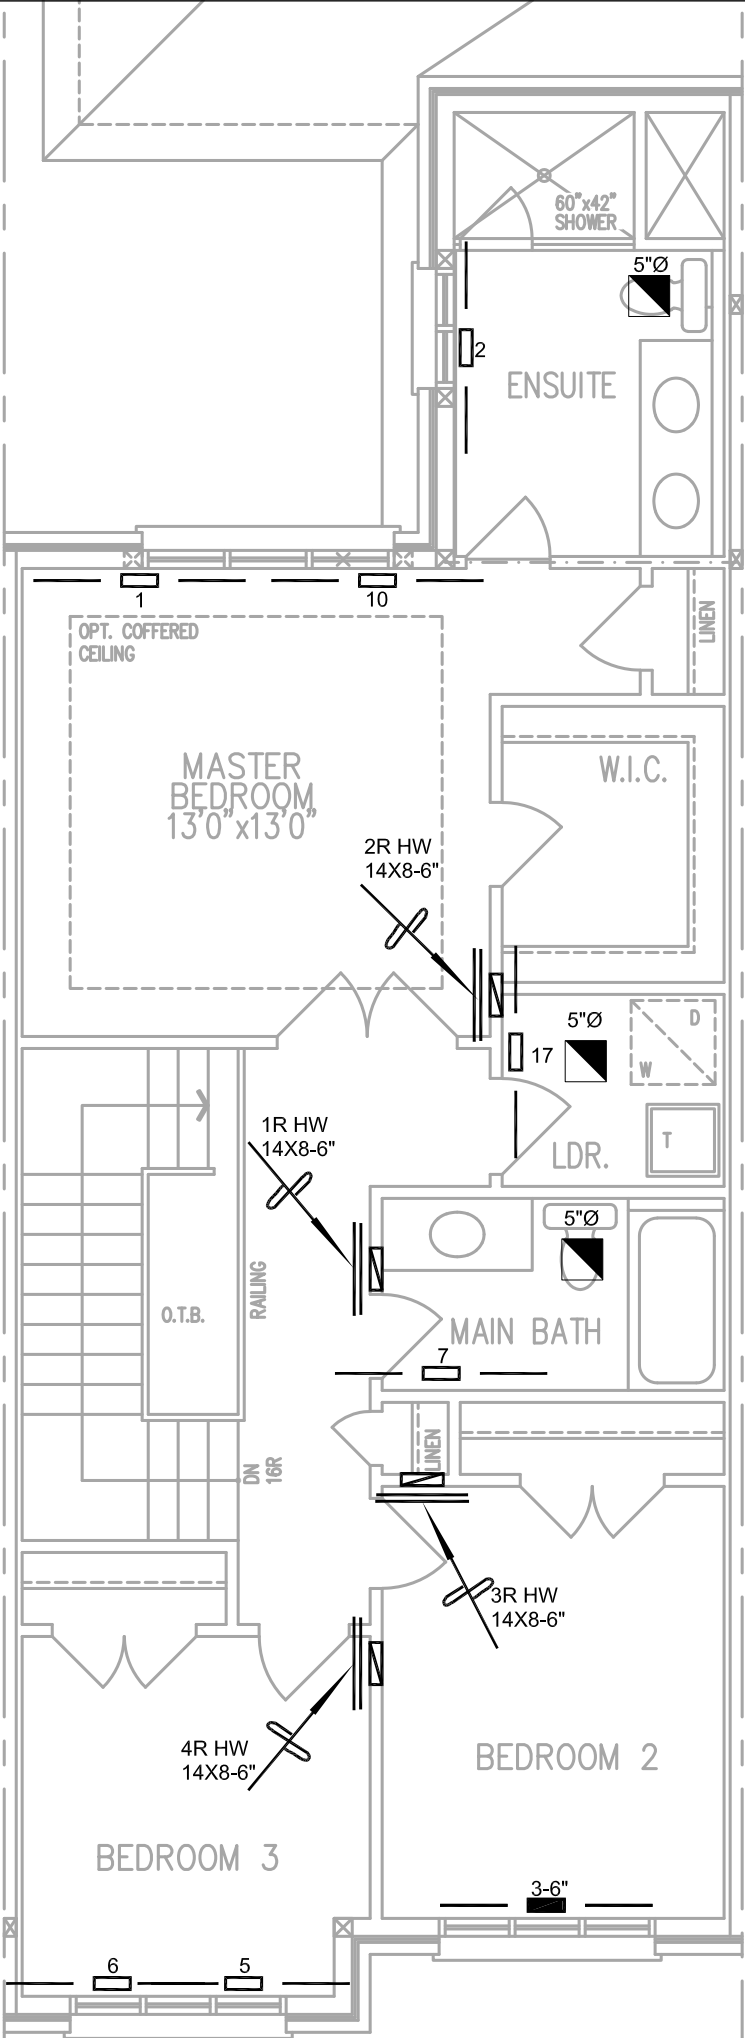 60"x42"
SHOWER
5"Ø
2
ENSUITE
1
10
OPT. COFFERED
CEILING
LINEN
MASTER
BEDROOM
13'0"x13'0"
W.I.C.
2R HW
14X8-6"
5"Ø
D
17
W
1R HW
14X8-6"
T
LDR.
5"Ø
RAILING
O.T.B.
MAIN BATH
7
LINEN
DN
16R
3R HW
14X8-6"
4R HW
14X8-6"
BEDROOM 2
BEDROOM 3
3-6"
6
5